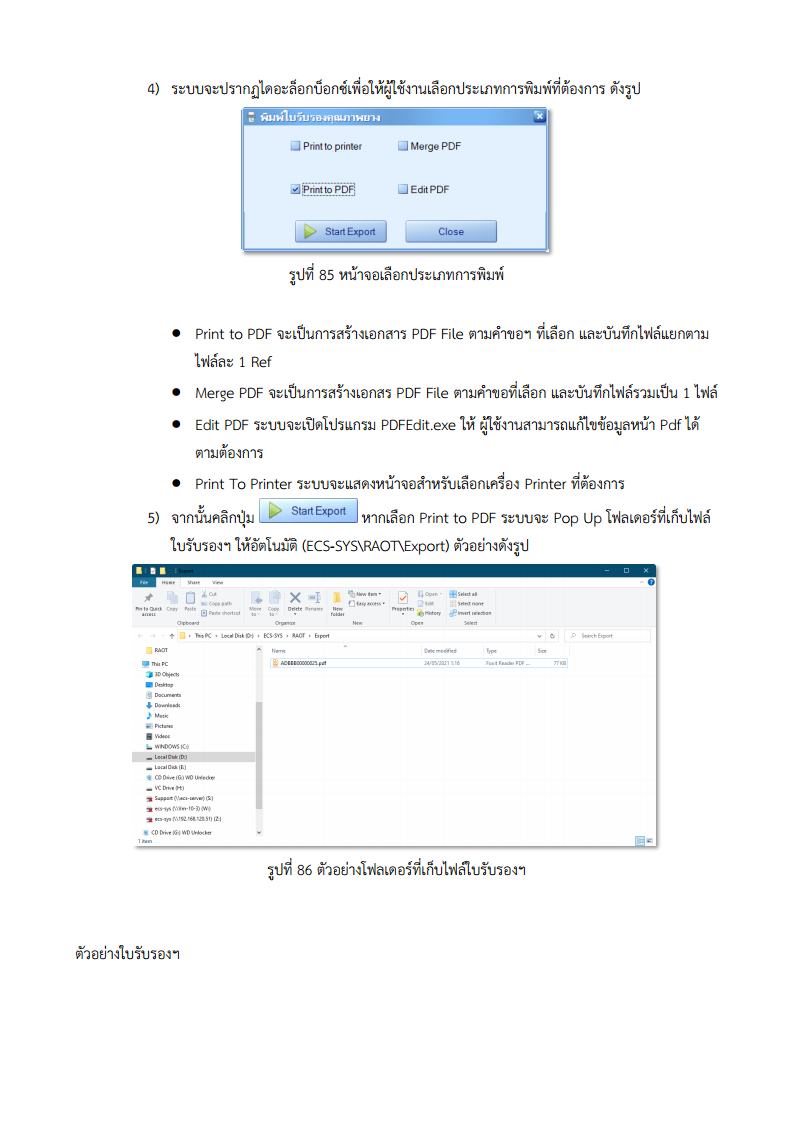 4) ระบบจะปรากฏไดอะล็อกบ็อกซ์เพื่อให้ผู้ใช้งานเลือกประเภทการพิมพ์ที่ต้องการ ดังรูป
พิมพ์ใบรับรองคุณภาพยาง
Print to printer Merge PDF
Print to PDF Edit PDF
Start Export Close
รูปที่ 85 หน้าจอเลือกประเภทการพิมพ์
● Print to PDF จะเป็นการสร้างเอกสาร PDF File ตามคำขอฯ ที่เลือก และบันทึกไฟล์แยกตาม
ไฟล์ละ 1 Ref
● Merge PDF จะเป็นการสร้างเอกสร PDF File ตามคำขอที่เลือก และบันทึกไฟล์รวมเป็น 1 ไฟล์
● Edit PDF ระบบจะเปิดโปรแกรม PDFEdit.exe ให้ ผู้ใช้งานสามารถแก้ไขข้อมูลหน้า Pdf ได้
ตามต้องการ
● Print To Printer ระบบจะแสดงหน้าจอสำหรับเลือกเครื่อง Printer ที่ต้องการ
5) จากนั้นคลิกปุ่ม Start Export หากเลือก Print to PDF ระบบจะ Pop Up โฟลเดอร์ที่เก็บไฟล์
ใบรับรองฯ ให้อัตโนมัติ (ECS-SYS\RAOT\Export) ตัวอย่างดังรูป
Export
File Home Share View
Pin to Quick access Copy Paste Cut Copy path Paste shortcut Move to Copy to Delete Rename New folder New item Easy access Properties Open Edit History Select all Select none Invert selection
Clipboard Organize New Open Select
This PC › Local Disk (D:) › ECS-SYS › RAOT › Export Search Export
RAOT Name Date modified Type Size
This PC AOBBB00000025.pdf 24/05/2021 1:16 Foxit Reader PDF ... 77 KB
3D Objects
Desktop
Documents
Downloads
Music
Pictures
Videos
WINDOWS (C:)
Local Disk (D:)
Local Disk (E:)
CD Drive (G:) WD Unlocker
VC Drive (H:)
Support (\\ecs-server) (S:)
ecs-sys (\\Vm-10-3) (W:)
ecs-sys (\\192.168.120.51) (Z:)
CD Drive (G:) WD Unlocker
1 item
รูปที่ 86 ตัวอย่างโฟลเดอร์ที่เก็บไฟล์ใบรับรองฯ
ตัวอย่างใบรับรองฯ